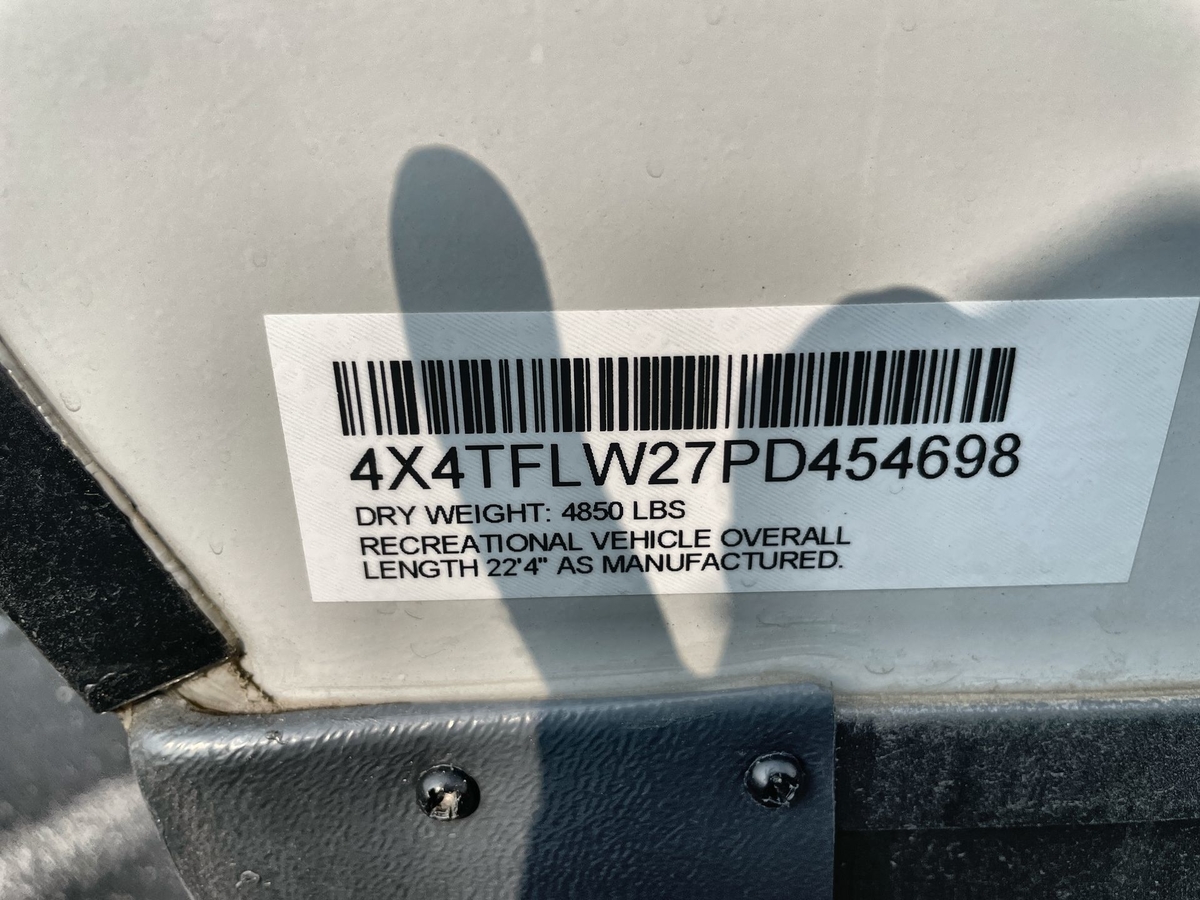 4X4TFLW27PD454698
DRY WEIGHT: 4850 LBS
RECREATIONAL VEHICLE OVERALL
LENGTH 22'4" AS MANUFACTURED.